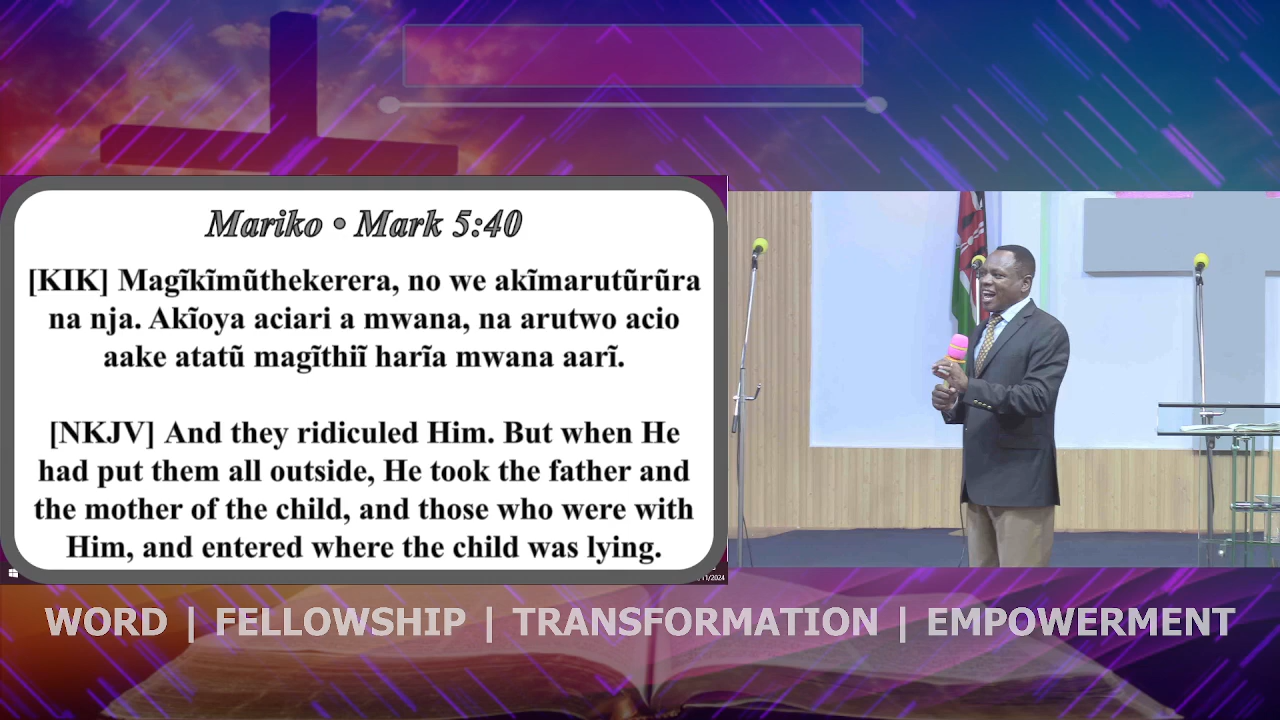 Mariko • Mark 5:40
[KIK] Magĩkĩmũthekerera, no we akĩmarutũrũra
na nja. Akĩoya aciari a mwana, na arutwo acio
aake atatũ magĩthiĩ harĩa mwana aarĩ.
[NKJV] And they ridiculed Him. But when He
had put them all outside, He took the father and
the mother of the child, and those who were with
Him, and entered where the child was lying.
11/2024
WORD | FELLOWSHIP | TRANSFORMATION | EMPOWERMENT